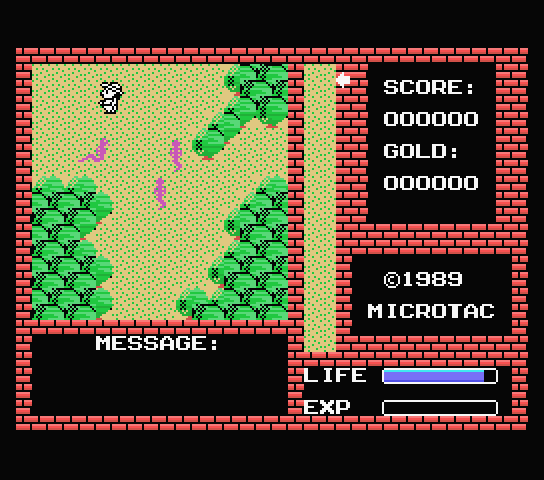 SCORE:
000000
GOLD:
000000
©1989
MICROTAC
MESSAGE:
LIFE
EXP